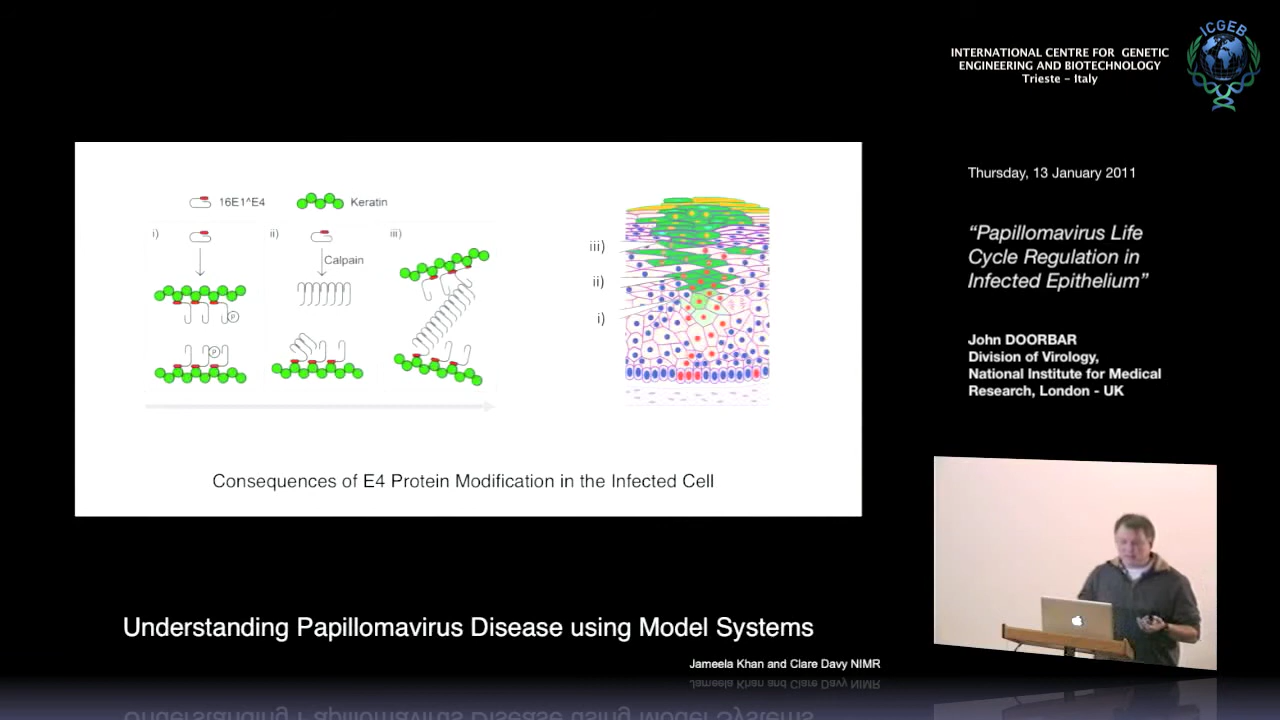 ICGEB
INTERNATIONAL CENTRE FOR GENETIC
ENGINEERING AND BIOTECHNOLOGY
Trieste - Italy
Thursday, 13 January 2011
"Papillomavirus Life
Cycle Regulation in
Infected Epithelium"
John DOORBAR
Division of Virology,
National Institute for Medical
Research, London - UK
16E1^E4
Keratin
i)
ii)
iii)
Calpain
P
P
iii)
ii)
i)
Consequences of E4 Protein Modification in the Infected Cell
Understanding Papillomavirus Disease using Model Systems
Jameela Khan and Clare Davy NIMR